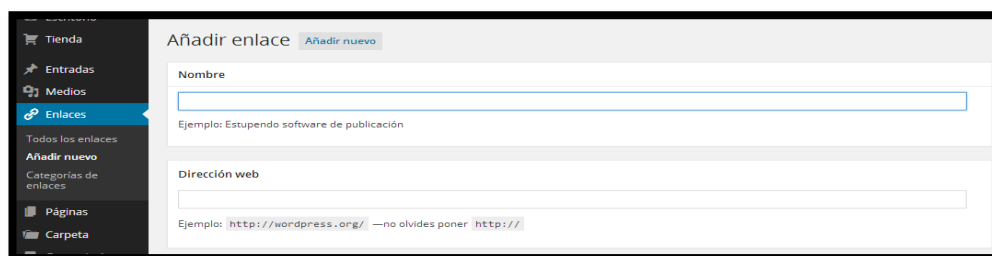 Escritorio
Tienda
Entradas
Medios
Enlaces
Todos los enlaces
Añadir nuevo
Categorías de
enlaces
Páginas
Carpeta
Añadir enlace Añadir nuevo
Nombre
Ejemplo: Estupendo software de publicación
Dirección web
Ejemplo: http://wordpress.org/ —no olvides poner http://